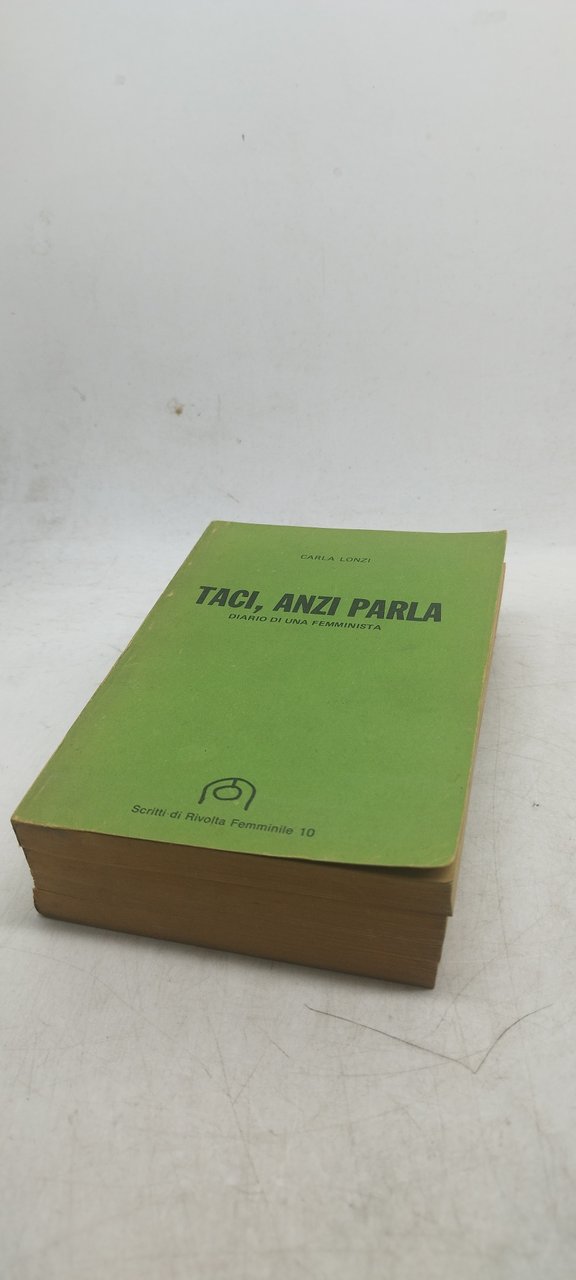 CARLA LONZI
TACI, ANZI PARLA
DIARIO DI UNA FEMMINISTA
Scritti di Rivolta Femminile 10